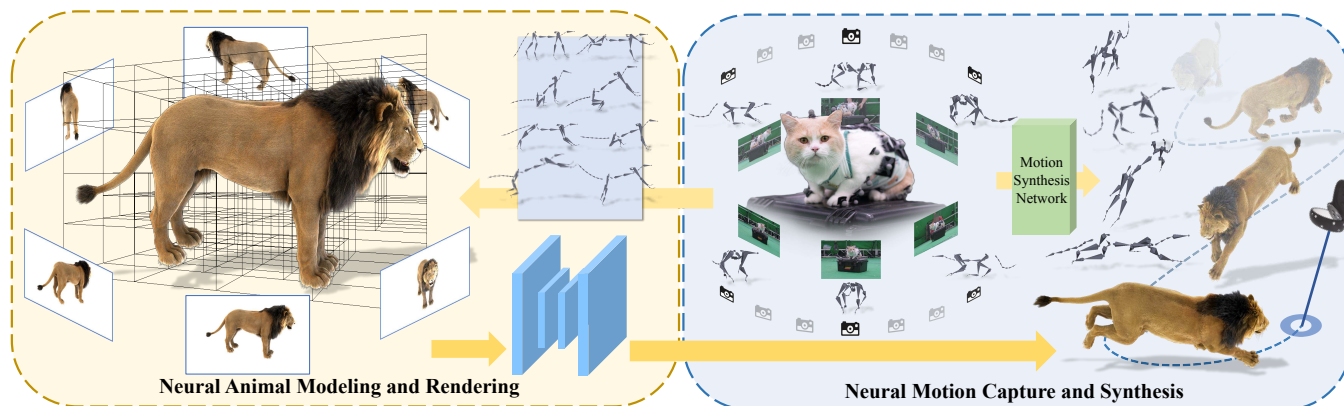 Motion
Synthesis
Network
Neural Animal Modeling and Rendering
Neural Motion Capture and Synthesis